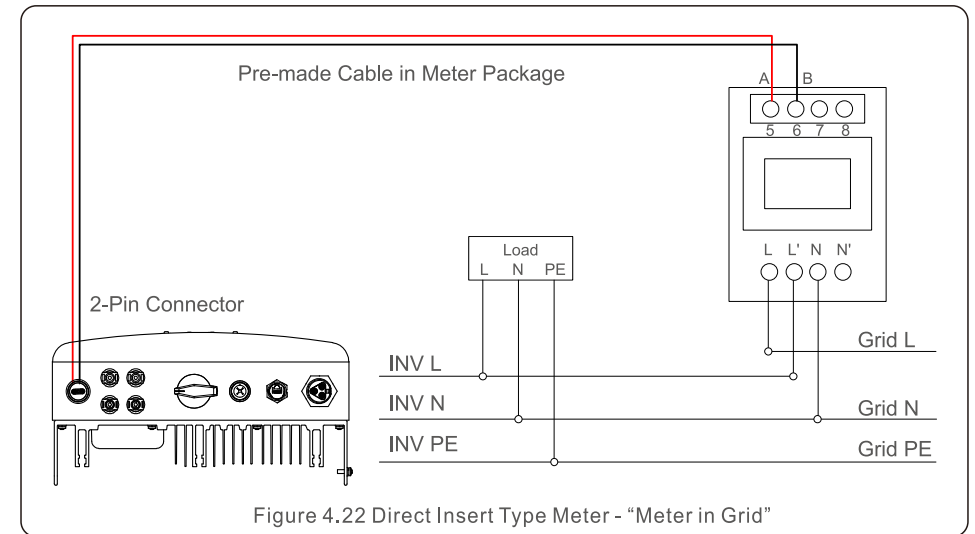 Pre-made Cable in Meter Package
A B
5 6 7 8
L L' N N'
Load
L N PE
2-Pin Connector
Grid L
INV L
INV N
Grid N
INV PE
Grid PE
Figure 4.22 Direct Insert Type Meter - “Meter in Grid”